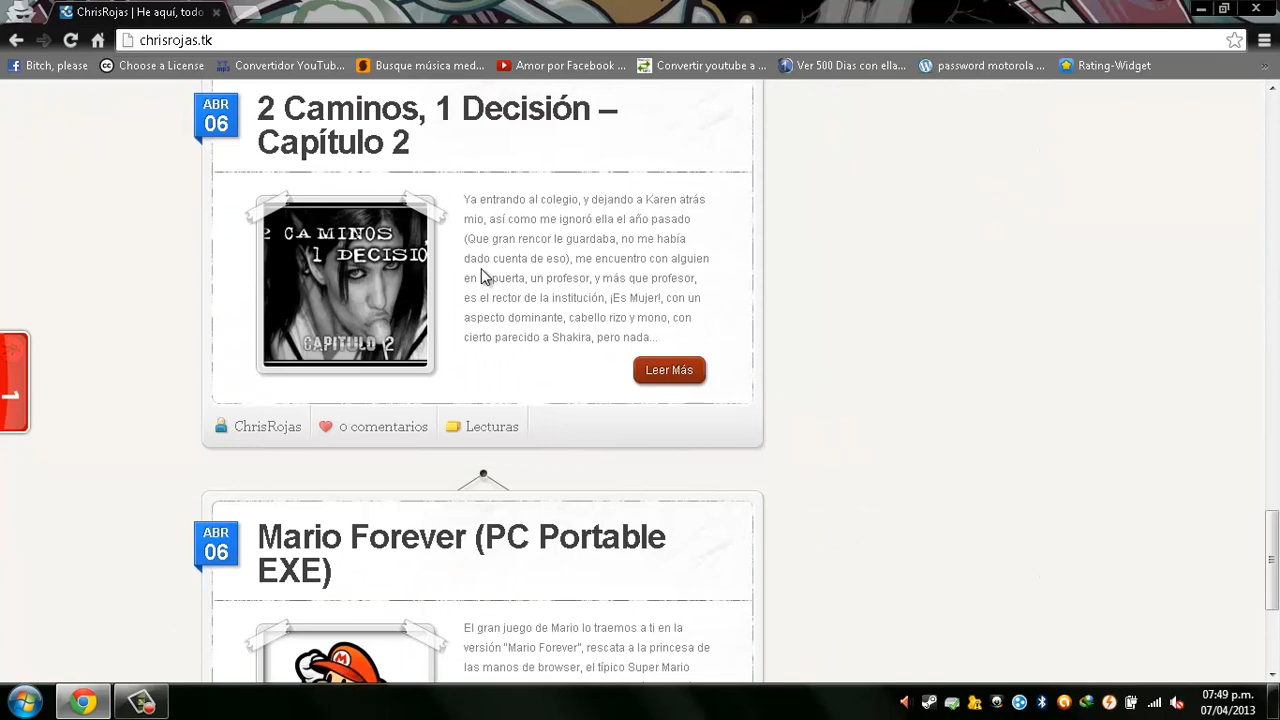 ChrisRojas | He aquí, todo
chrisrojas.tk
Bitch, please
Choose a License
Convertidor YouTub...
Busque música med...
Amor por Facebook ...
Convertir youtube a ...
Ver 500 Dias con ella...
password motorola ...
Rating-Widget
»
ABR
06
2 Caminos, 1 Decisión –
Capítulo 2
2 CAMINOS,
1 DECISIO
CAPITULO 2
Ya entrando al colegio, y dejando a Karen atrás
mio, así como me ignoró ella el año pasado
(Que gran rencor le guardaba, no me había
dado cuenta de eso), me encuentro con alguien
en puerta, un profesor, y más que profesor,
es el rector de la institución, ¡Es Mujer!, con un
aspecto dominante, cabello rizo y mono, con
cierto parecido a Shakira, pero nada...
Leer Más
ChrisRojas
0 comentarios
Lecturas
1
ABR
06
Mario Forever (PC Portable
EXE)
El gran juego de Mario lo traemos a ti en la
versión "Mario Forever", rescata a la princesa de
las manos de browser, el típico Super Mario
M
07:49 p.m.
07/04/2013